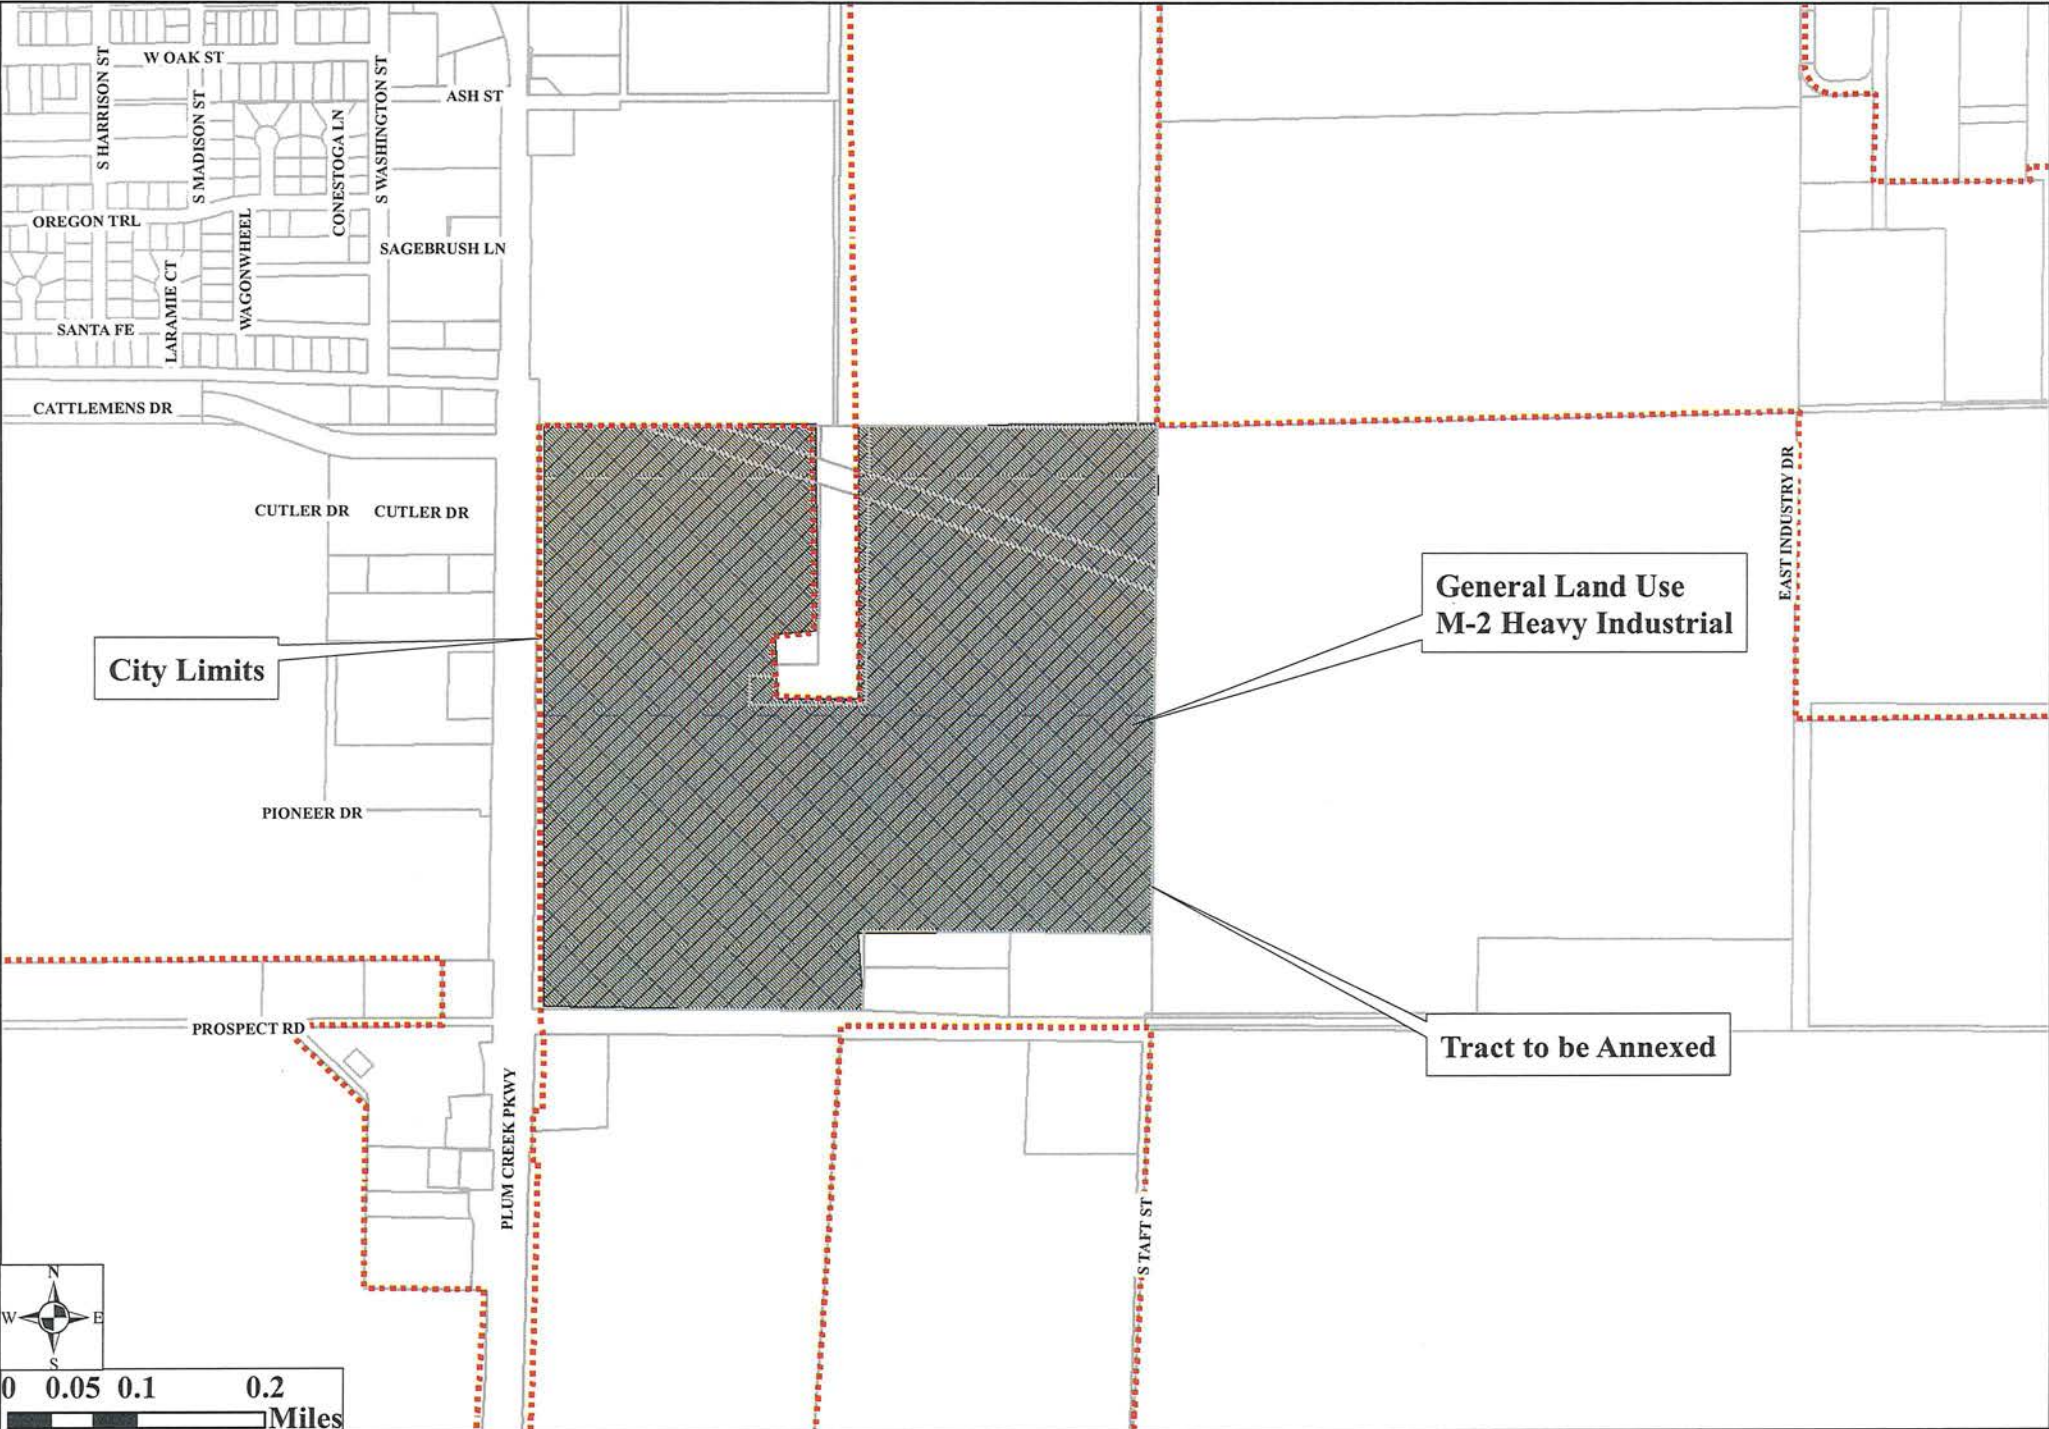 W OAK ST
S HARRISON ST
S MADISON ST
CONESTOGA LN
S WASHINGTON ST
ASH ST
OREGON TRL
WAGONWHEEL
SAGEBRUSH LN
LARAMIE CT
SANTA FE
CATTLEMENS DR
CUTLER DR
CUTLER DR
EAST INDUSTRY DR
General Land Use
M-2 Heavy Industrial
City Limits
PIONEER DR
PROSPECT RD
Tract to be Annexed
PLUM CREEK PKWY
S TAFT ST
N
W
E
S
0 0.05 0.1 0.2
Miles